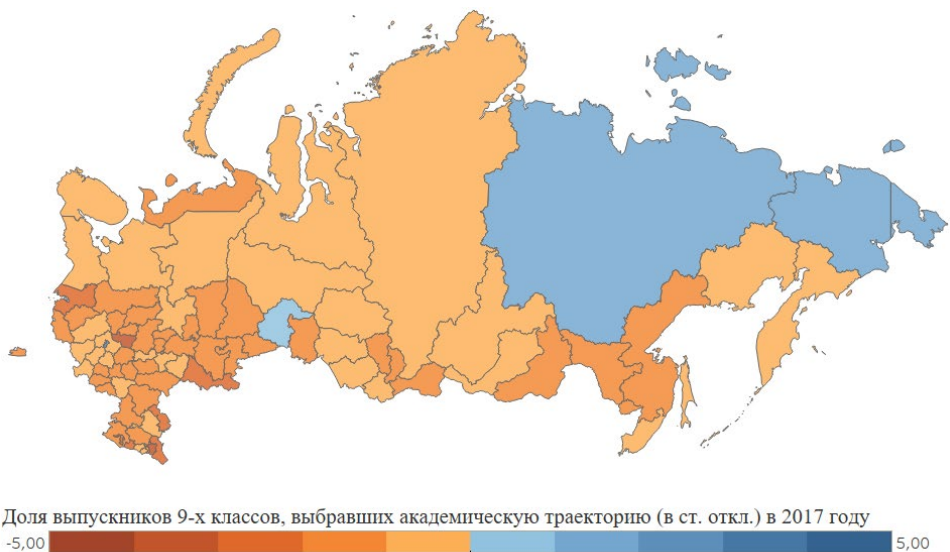 Доля выпускников 9-х классов, выбравших академическую траекторию (в ст. откл.) в 2017 году
-5,00 5,00